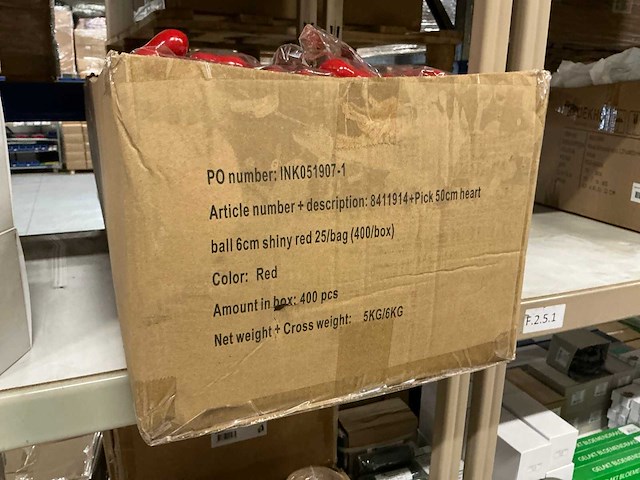 PO number: INK051907-1
Article number + description: 8411914+Pick 50cm heart
ball 6cm shiny red 25/bag (400/box)
Color: Red
Amount in box: 400 pcs
Net weight + Cross weight: 5KG/6KG
F.2.5.1